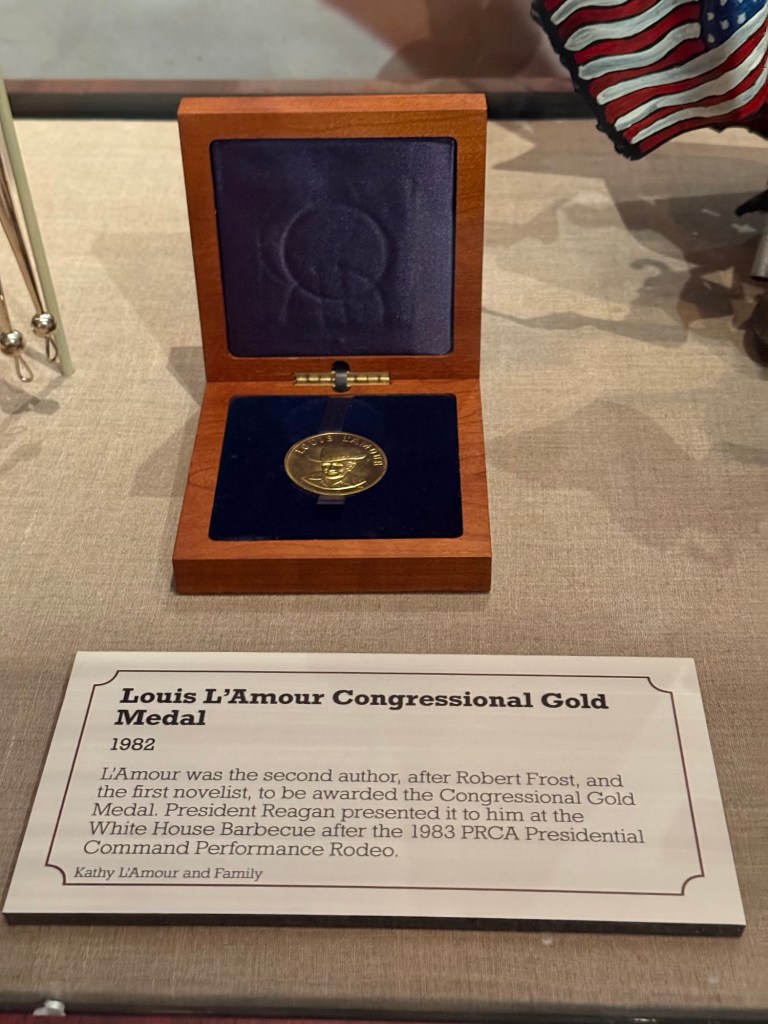 LOUIS L'AMOUR
Louis L'Amour Congressional Gold
Medal
1982
L'Amour was the second author, after Robert Frost, and
the first novelist, to be awarded the Congressional Gold
Medal. President Reagan presented it to him at the
White House Barbecue after the 1983 PRCA Presidential
Command Performance Rodeo.
Kathy L'Amour and Family